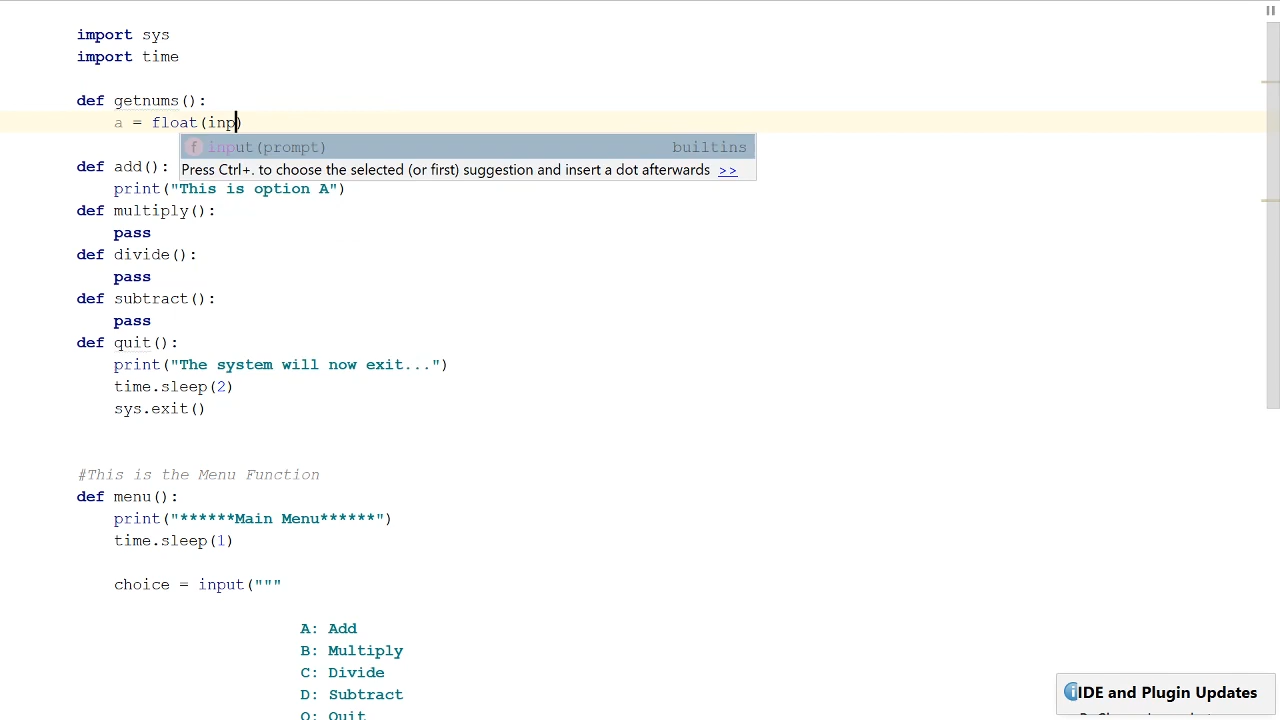 import sys
import time
def getnums():
a = float(inp)
input(prompt) builtins
Press Ctrl+. to choose the selected (or first) suggestion and insert a dot afterwards >>
def add():
print("This is option A")
def multiply():
pass
def divide():
pass
def subtract():
pass
def quit():
print("The system will now exit...")
time.sleep(2)
sys.exit()
#This is the Menu Function
def menu():
print("******Main Menu******")
time.sleep(1)
choice = input("""
A: Add
B: Multiply
C: Divide
D: Subtract
Q: Quit
IDE and Plugin Updates